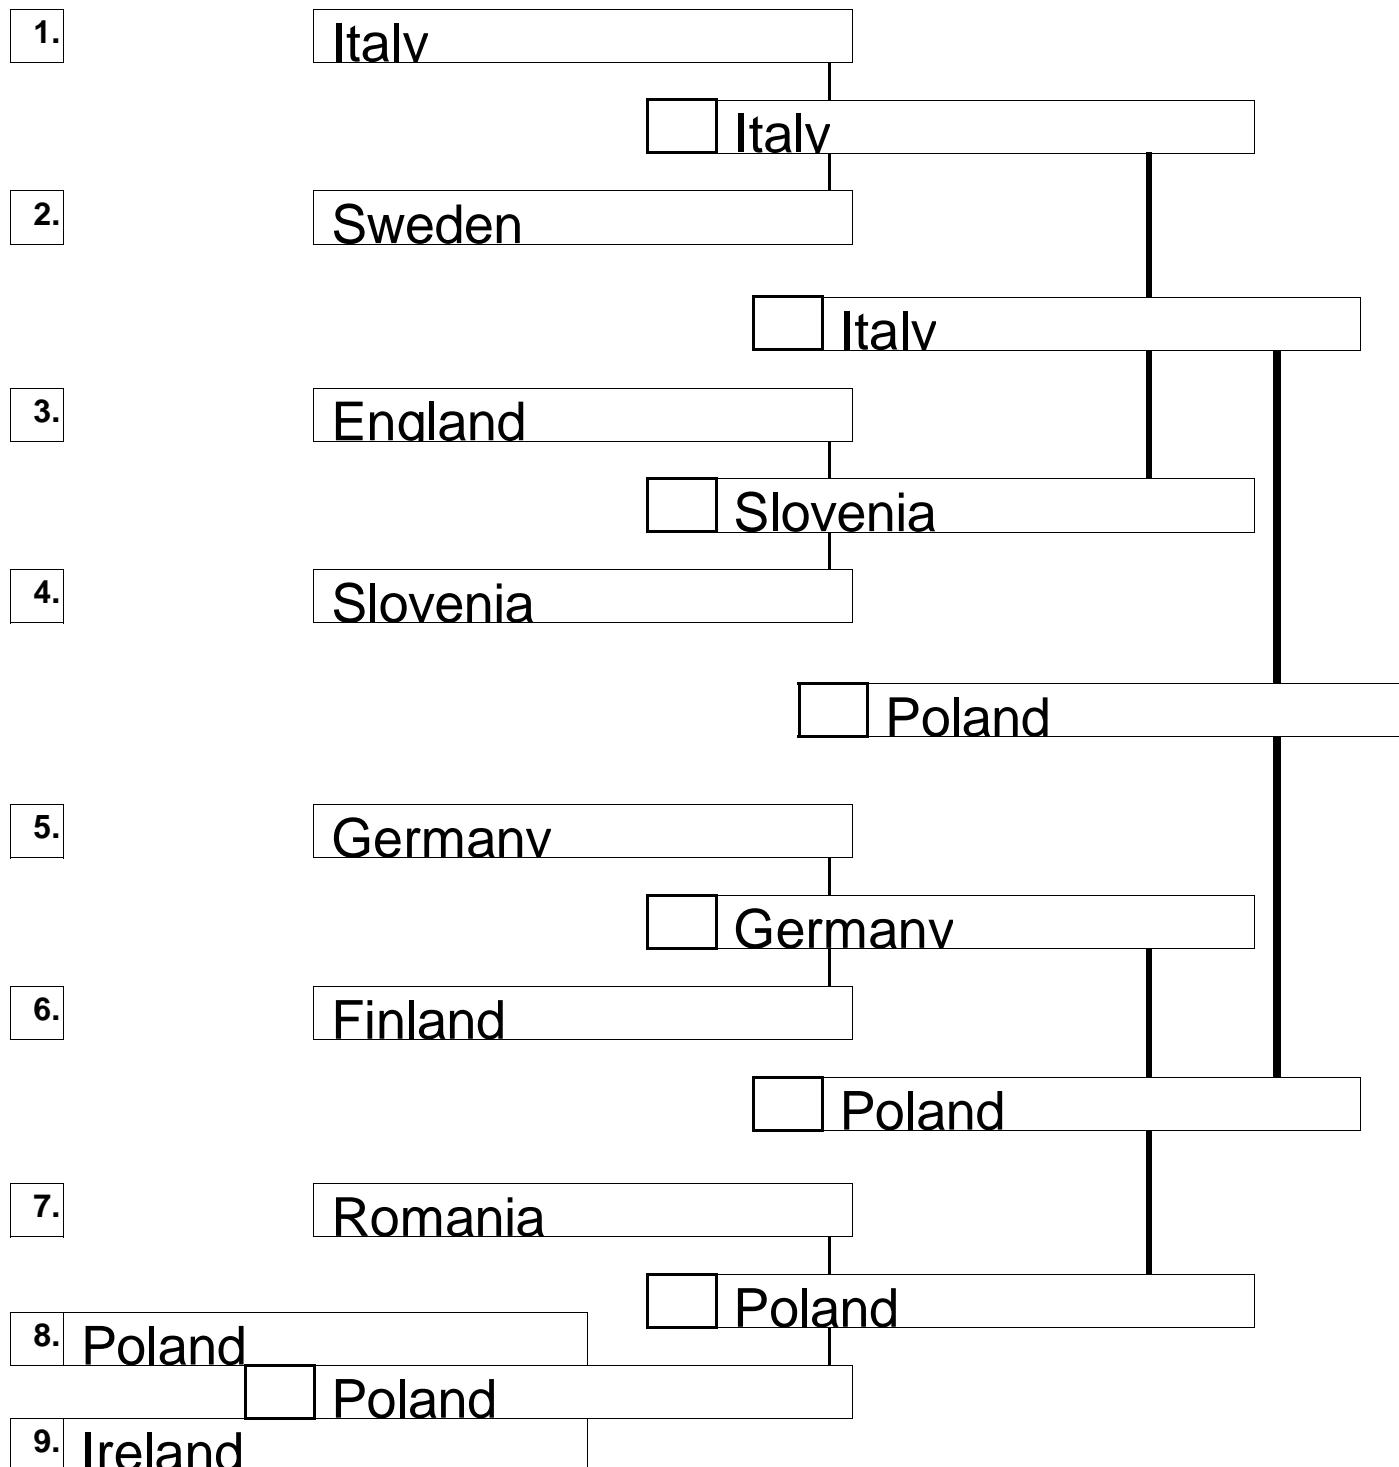 1. Italy
Italy
2. Sweden
Italy
3. England
Slovenia
4. Slovenia
Poland
5. Germany
Germany
6. Finland
Poland
7. Romania
Poland
8. Poland
Poland
9. Ireland